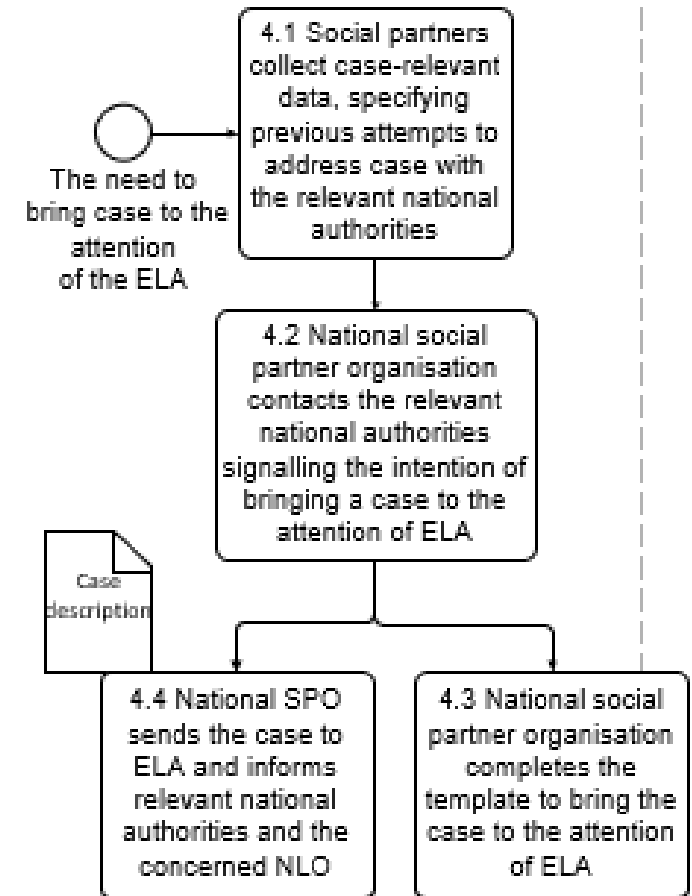 4.1 Social partners
collect case-relevant
data, specifying
previous attempts to
address case with
the relevant national
authorities
The need to
bring case to the
attention
of the ELA
4.2 National social
partner organisation
contacts the relevant
national authorities
signalling the intention of
bringing a case to the
attention of ELA
Case
description
4.4 National SPO
sends the case to
ELA and informs
relevant national
authorities and the
concerned NLO
4.3 National social
partner organisation
completes the
template to bring the
case to the attention
of ELA